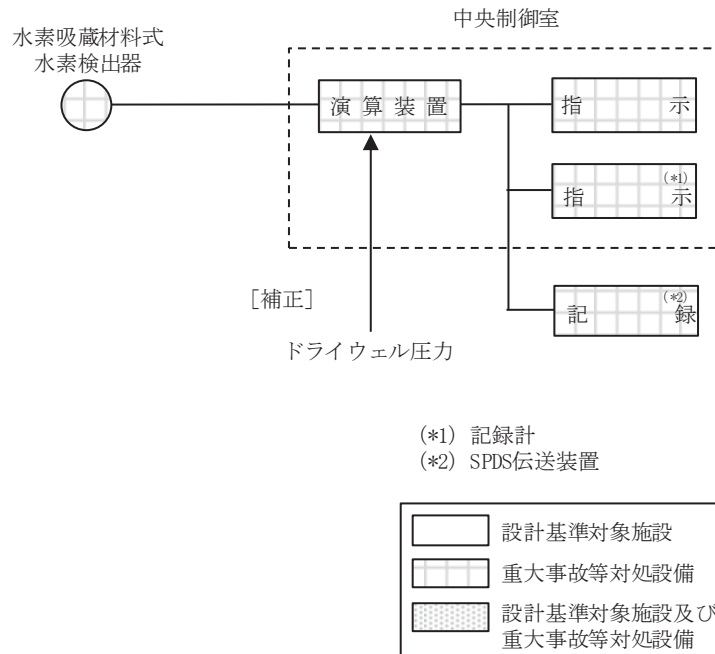 中央制御室
水素吸蔵材料式
水素検出器
演算装置
指示
指示(*1)
[補正]
記録(*2)
ドライウェル圧力
(*1) 記録計
(*2) SPDS伝送装置
設計基準対象施設
重大事故等対処設備
設計基準対象施設及び
重大事故等対処設備